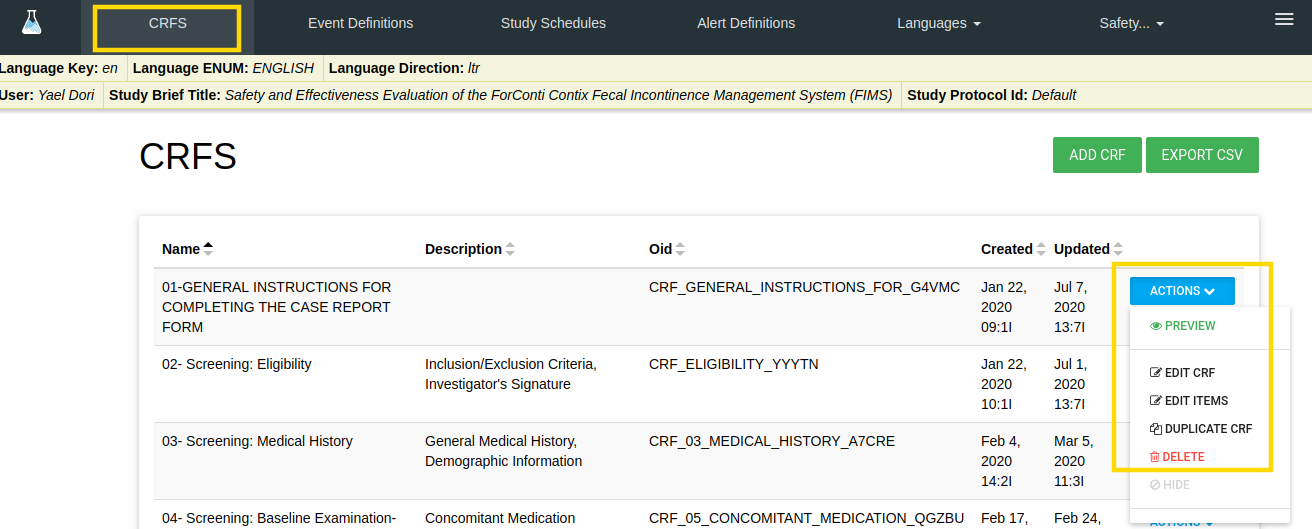 CRFS Event Definitions Study Schedules Alert Definitions Languages Safety...
Language Key: en Language ENUM: ENGLISH Language Direction: ltr
User: Yael Dori Study Brief Title: Safety and Effectiveness Evaluation of the ForConti Contix Fecal Incontinence Management System (FIMS) Study Protocol Id: Default
CRFS
ADD CRF EXPORT CSV
Name Description Oid Created Updated
01-GENERAL INSTRUCTIONS FOR CRF_GENERAL_INSTRUCTIONS_FOR_G4VMC Jan 22, Jul 7, ACTIONS
COMPLETING THE CASE REPORT 2020 2020
FORM 09:1I 13:7I
PREVIEW
02- Screening: Eligibility Inclusion/Exclusion Criteria, CRF_ELIGIBILITY_YYYTN Jan 22, Jul 1,
Investigator's Signature 2020 2020
10:1I 13:7I
EDIT CRF
EDIT ITEMS
DUPLICATE CRF
03- Screening: Medical History General Medical History, CRF_03_MEDICAL_HISTORY_A7CRE Feb 4, Mar 5,
Demographic Information 2020 2020
14:2I 11:3I
DELETE
HIDE
04- Screening: Baseline Examination- Concomitant Medication CRF_05_CONCOMITANT_MEDICATION_QGZBU Feb 17, Feb 24,
ACTIONS